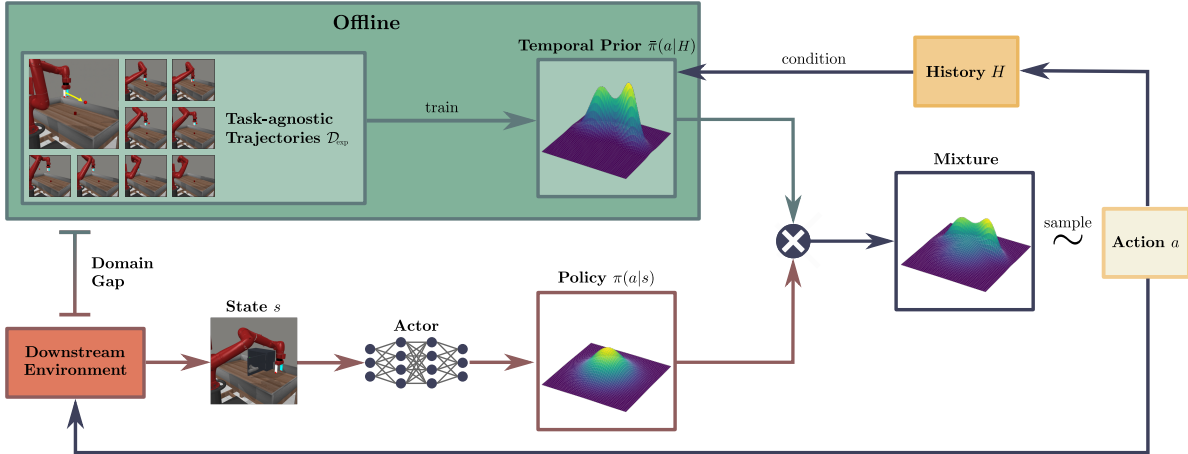 Offline
Temporal Prior π̄(a|H)
Task-agnostic
Trajectories 𝒟exp
train
condition
History H
Mixture
sample
~
Action a
Domain
Gap
State s
Actor
Policy π(a|s)
Downstream
Environment